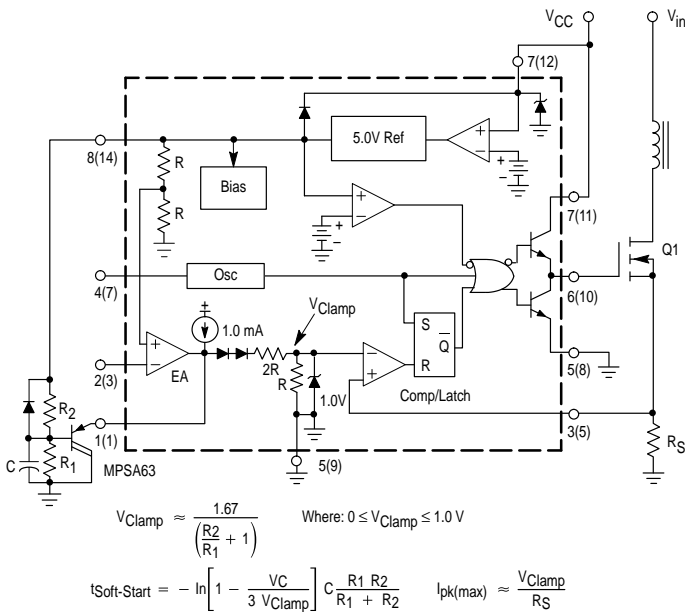 VCC
Vin
7(12)
5.0V Ref
+
−
+
−
8(14)
R
Bias
R
+
−
+
−
7(11)
Q1
4(7)
Osc
6(10)
VClamp
±
1.0 mA
S
Q
R
+
−
2(3)
EA
2R
R
1.0V
−
+
Comp/Latch
5(8)
R2
1(1)
3(5)
C
R1
MPSA63
5(9)
RS
VClamp ≈ 1.67 / (R2/R1 + 1) Where: 0 ≤ VClamp ≤ 1.0 V
tSoft-Start = − ln[1 − VC / 3 VClamp] C R1 R2 / R1 + R2 Ipk(max) ≈ VClamp / RS